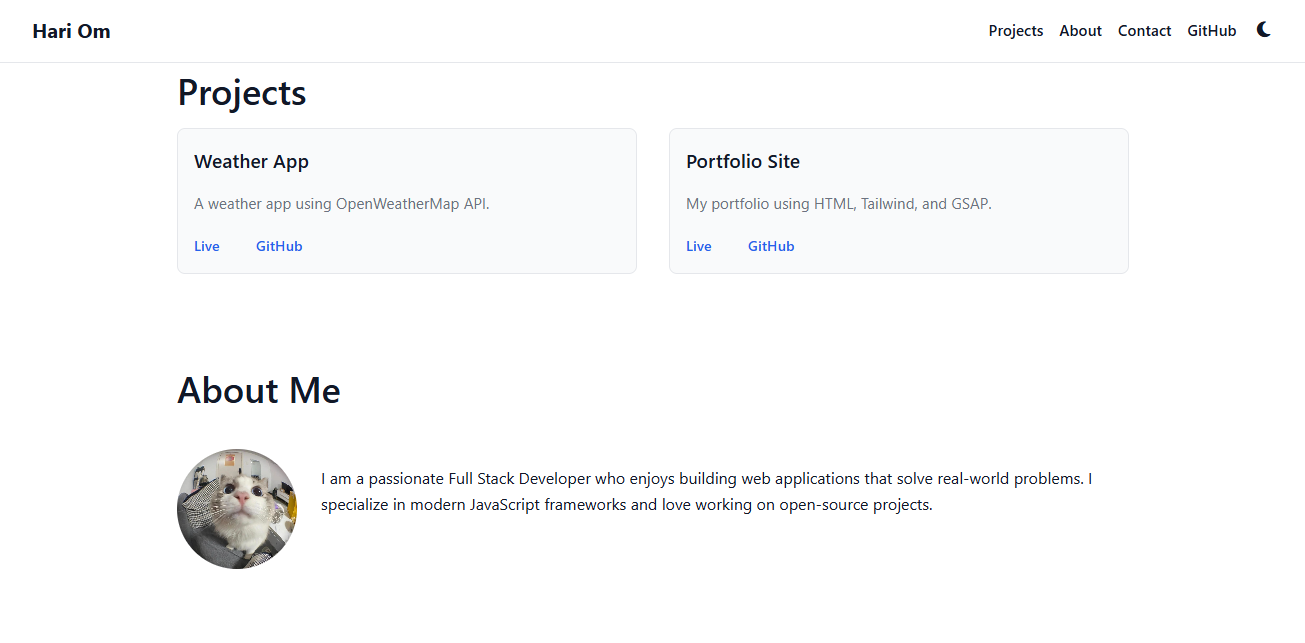 Hari Om
Projects About Contact GitHub
Projects
Weather App
A weather app using OpenWeatherMap API.
Live GitHub
Portfolio Site
My portfolio using HTML, Tailwind, and GSAP.
Live GitHub
About Me
I am a passionate Full Stack Developer who enjoys building web applications that solve real-world problems. I
specialize in modern JavaScript frameworks and love working on open-source projects.